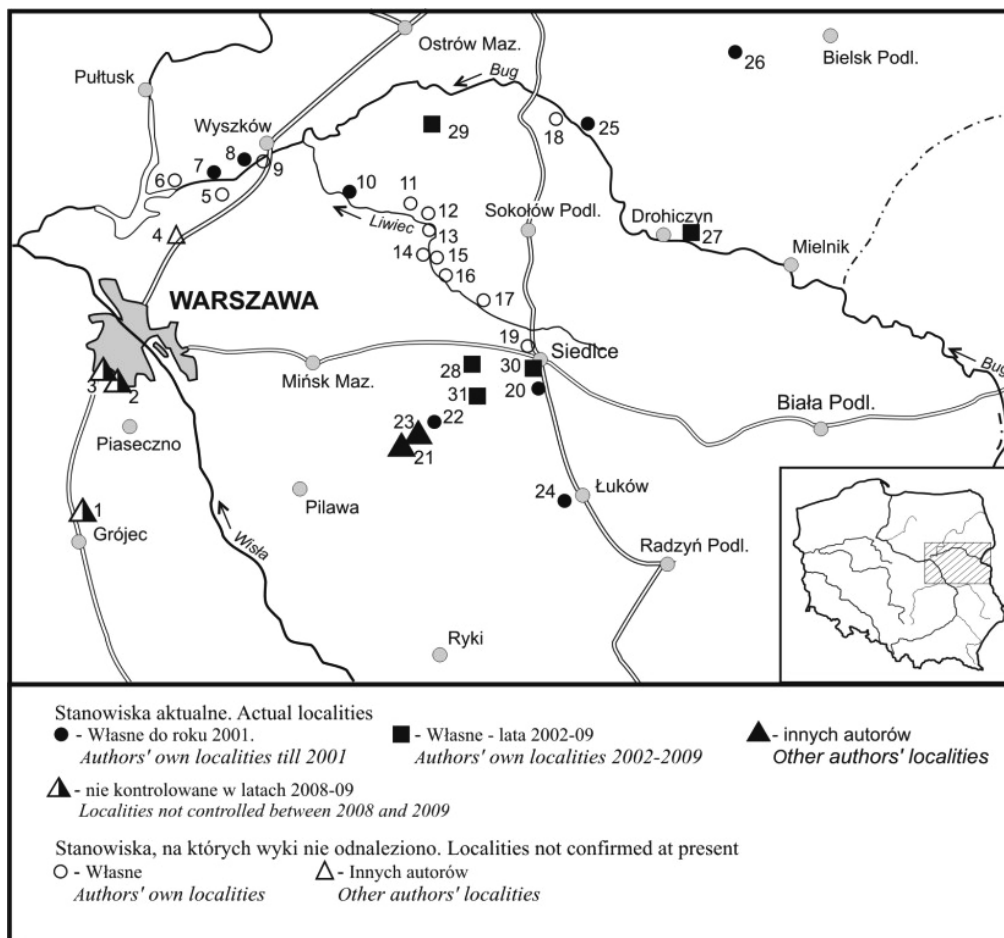 Ostrów Maz.
26
Bielsk Podl.
Bug
Pułtusk
Wyszków
29
18
25
8
7
9
6
5
10
11
12
Liwiec
13
Sokołów Podl.
Drohiczyn
27
4
14
15
16
Mielnik
17
WARSZAWA
19
Siedlce
Bug
Mińsk Maz.
28
30
3
2
31
20
Biała Podl.
Piaseczno
23
22
21
Pilawa
24
Łuków
1
Grójec
Wisła
Radzyń Podl.
Ryki
Stanowiska aktualne. Actual localities
- Własne do roku 2001.
Authors' own localities till 2001
- Własne - lata 2002-09
Authors' own localities 2002-2009
- innych autorów
Other authors' localities
- nie kontrolowane w latach 2008-09
Localities not controlled between 2008 and 2009
Stanowiska, na których wyki nie odnaleziono. Localities not confirmed at present
- Własne
Authors' own localities
- Innych autorów
Other authors' localities